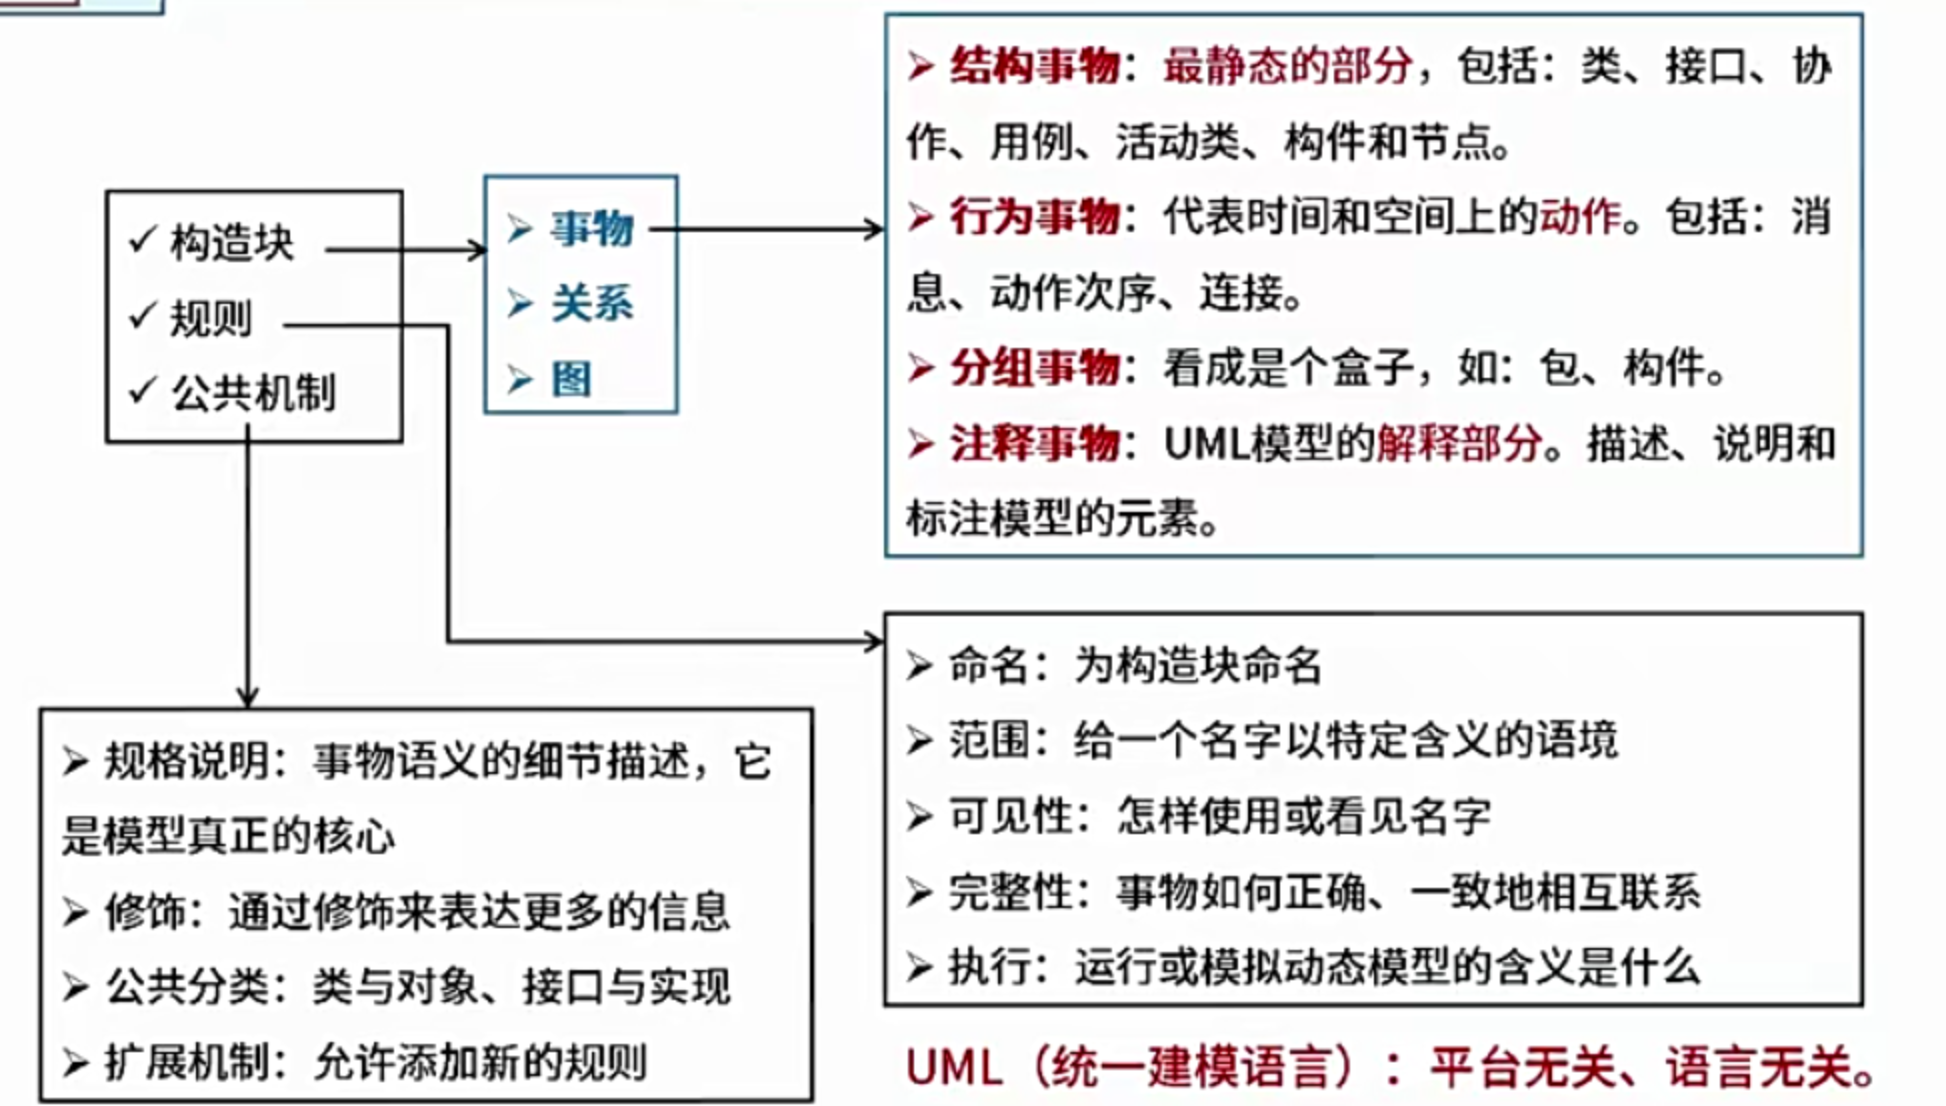 ✓ 构造块
✓ 规则
✓ 公共机制
➢ 事物
➢ 关系
➢ 图
➢ 结构事物：最静态的部分，包括：类、接口、协
作、用例、活动类、构件和节点。
➢ 行为事物：代表时间和空间上的动作。包括：消
息、动作次序、连接。
➢ 分组事物：看成是个盒子，如：包、构件。
➢ 注释事物：UML模型的解释部分。描述、说明和
标注模型的元素。
➢ 命名：为构造块命名
➢ 范围：给一个名字以特定含义的语境
➢ 可见性：怎样使用或看见名字
➢ 完整性：事物如何正确、一致地相互联系
➢ 执行：运行或模拟动态模型的含义是什么
➢ 规格说明：事物语义的细节描述，它
是模型真正的核心
➢ 修饰：通过修饰来表达更多的信息
➢ 公共分类：类与对象、接口与实现
➢ 扩展机制：允许添加新的规则
UML（统一建模语言）：平台无关、语言无关。